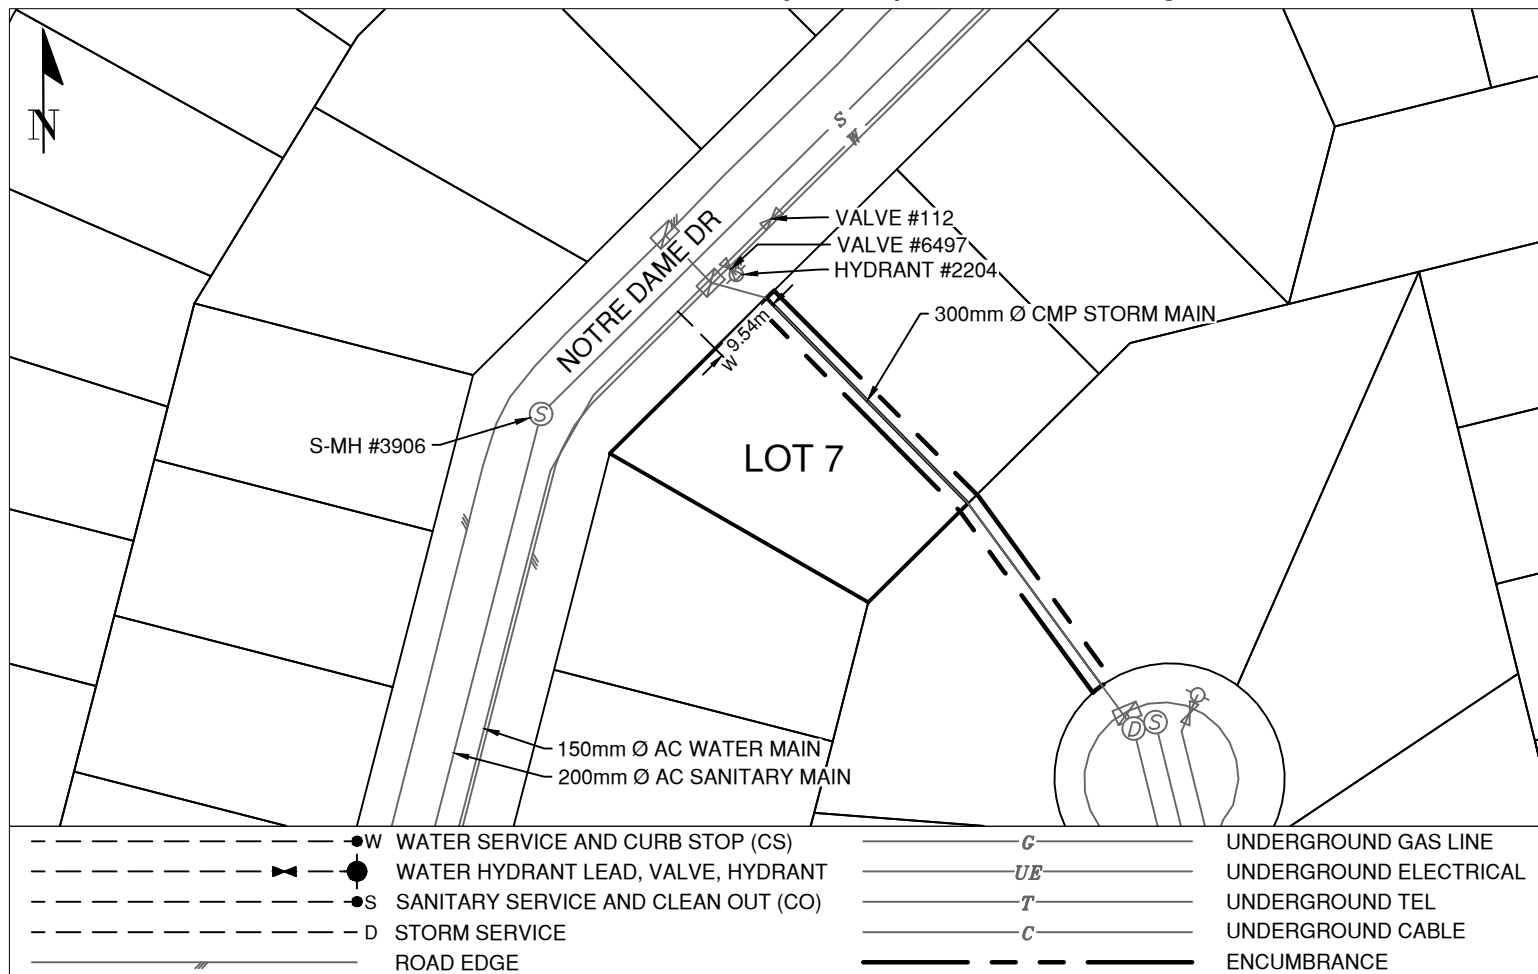 N
S
W
VALVE #112
VALVE #6497
HYDRANT #2204
NOTRE DAME DR
300mm Ø CMP STORM MAIN
9.54m
W
S
S-MH #3906
LOT 7
D
S
150mm Ø AC WATER MAIN
200mm Ø AC SANITARY MAIN
W WATER SERVICE AND CURB STOP (CS)
WATER HYDRANT LEAD, VALVE, HYDRANT
S SANITARY SERVICE AND CLEAN OUT (CO)
D STORM SERVICE
ROAD EDGE
G UNDERGROUND GAS LINE
UE UNDERGROUND ELECTRICAL
T UNDERGROUND TEL
C UNDERGROUND CABLE
ENCUMBRANCE